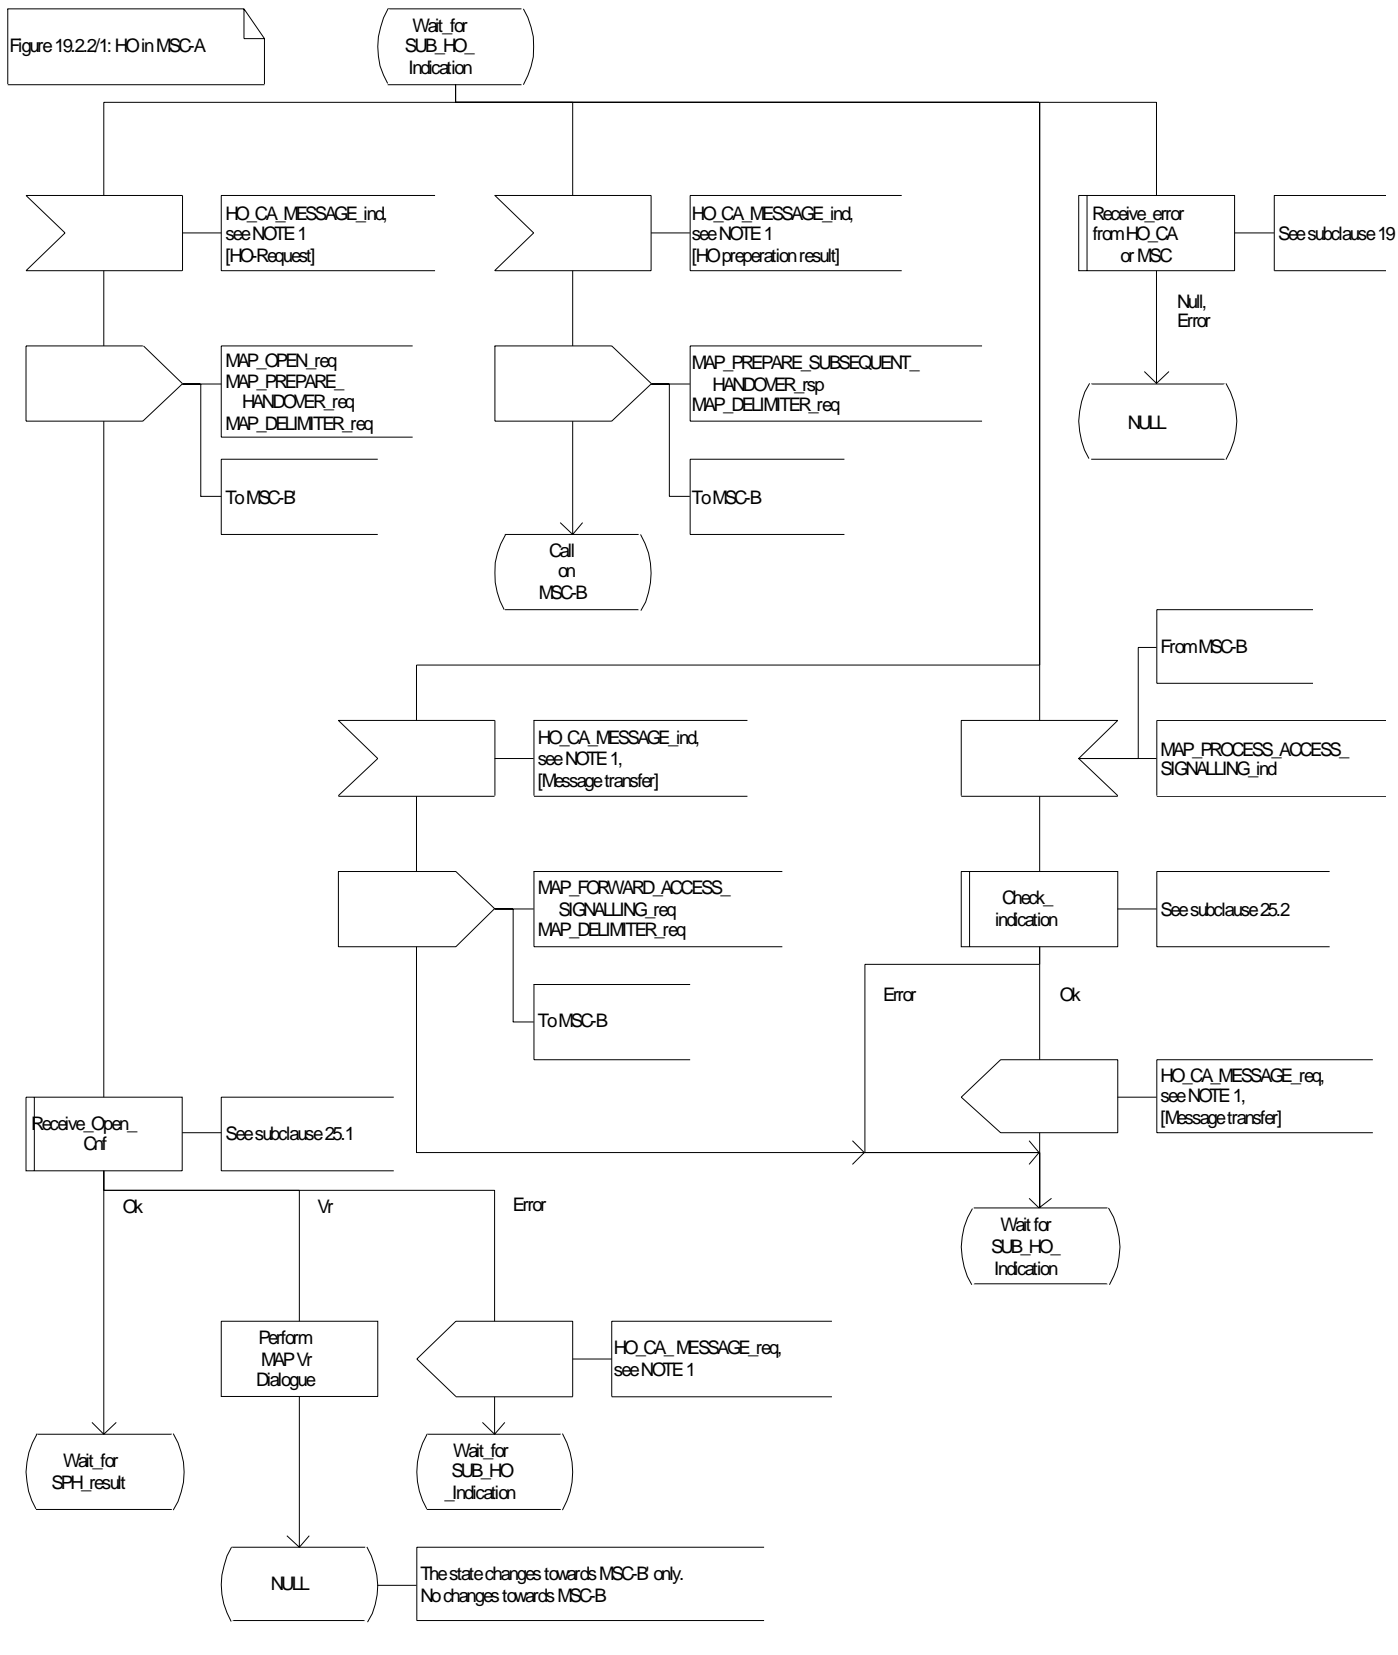 Figure 19.2.2/1: HO in MSC-A
Wait_for
SUB_HO_
Indication
HO_CA_MESSAGE_ind,
see NOTE 1
[HO-Request]
HO_CA_MESSAGE_ind,
see NOTE 1
[HO preperation result]
Receive_error
from HO_CA
or MSC
See subclause 19
Null,
Error
MAP_OPEN_req
MAP_PREPARE_
HANDOVER_req
MAP_DELIMITER_req
MAP_PREPARE_SUBSEQUENT_
HANDOVER_rsp
MAP_DELIMITER_req
NULL
To MSC-B'
To MSC-B
Call
on
MSC-B
From MSC-B
HO_CA_MESSAGE_ind,
see NOTE 1,
[Message transfer]
MAP_PROCESS_ACCESS_
SIGNALLING_ind
MAP_FORWARD_ACCESS_
SIGNALLING_req
MAP_DELIMITER_req
Check_
indication
See subclause 25.2
Error
Ok
To MSC-B
HO_CA_MESSAGE_req,
see NOTE 1,
[Message transfer]
Receive_Open_
Cnf
See subclause 25.1
Ok
Vr
Error
Wait for
SUB_HO_
Indication
Perform
MAP Vr
Dialogue
HO_CA_ MESSAGE_req,
see NOTE 1
Wait_for
SPH_result
Wait_for
SUB_HO
_Indication
NULL
The state changes towards MSC-B' only.
No changes towards MSC-B